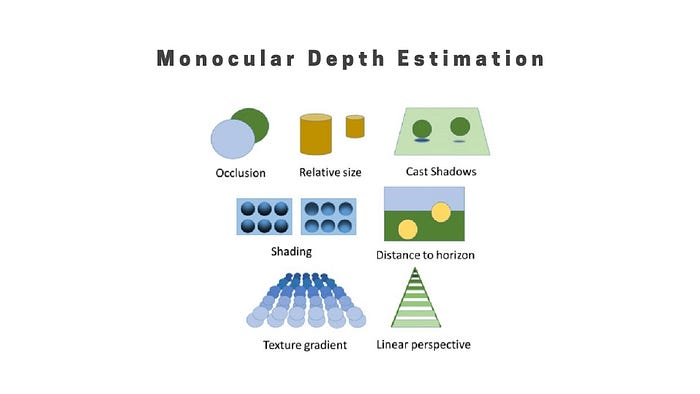 Monocular Depth Estimation
Occlusion
Relative size
Cast Shadows
Shading
Distance to horizon
Texture gradient
Linear perspective